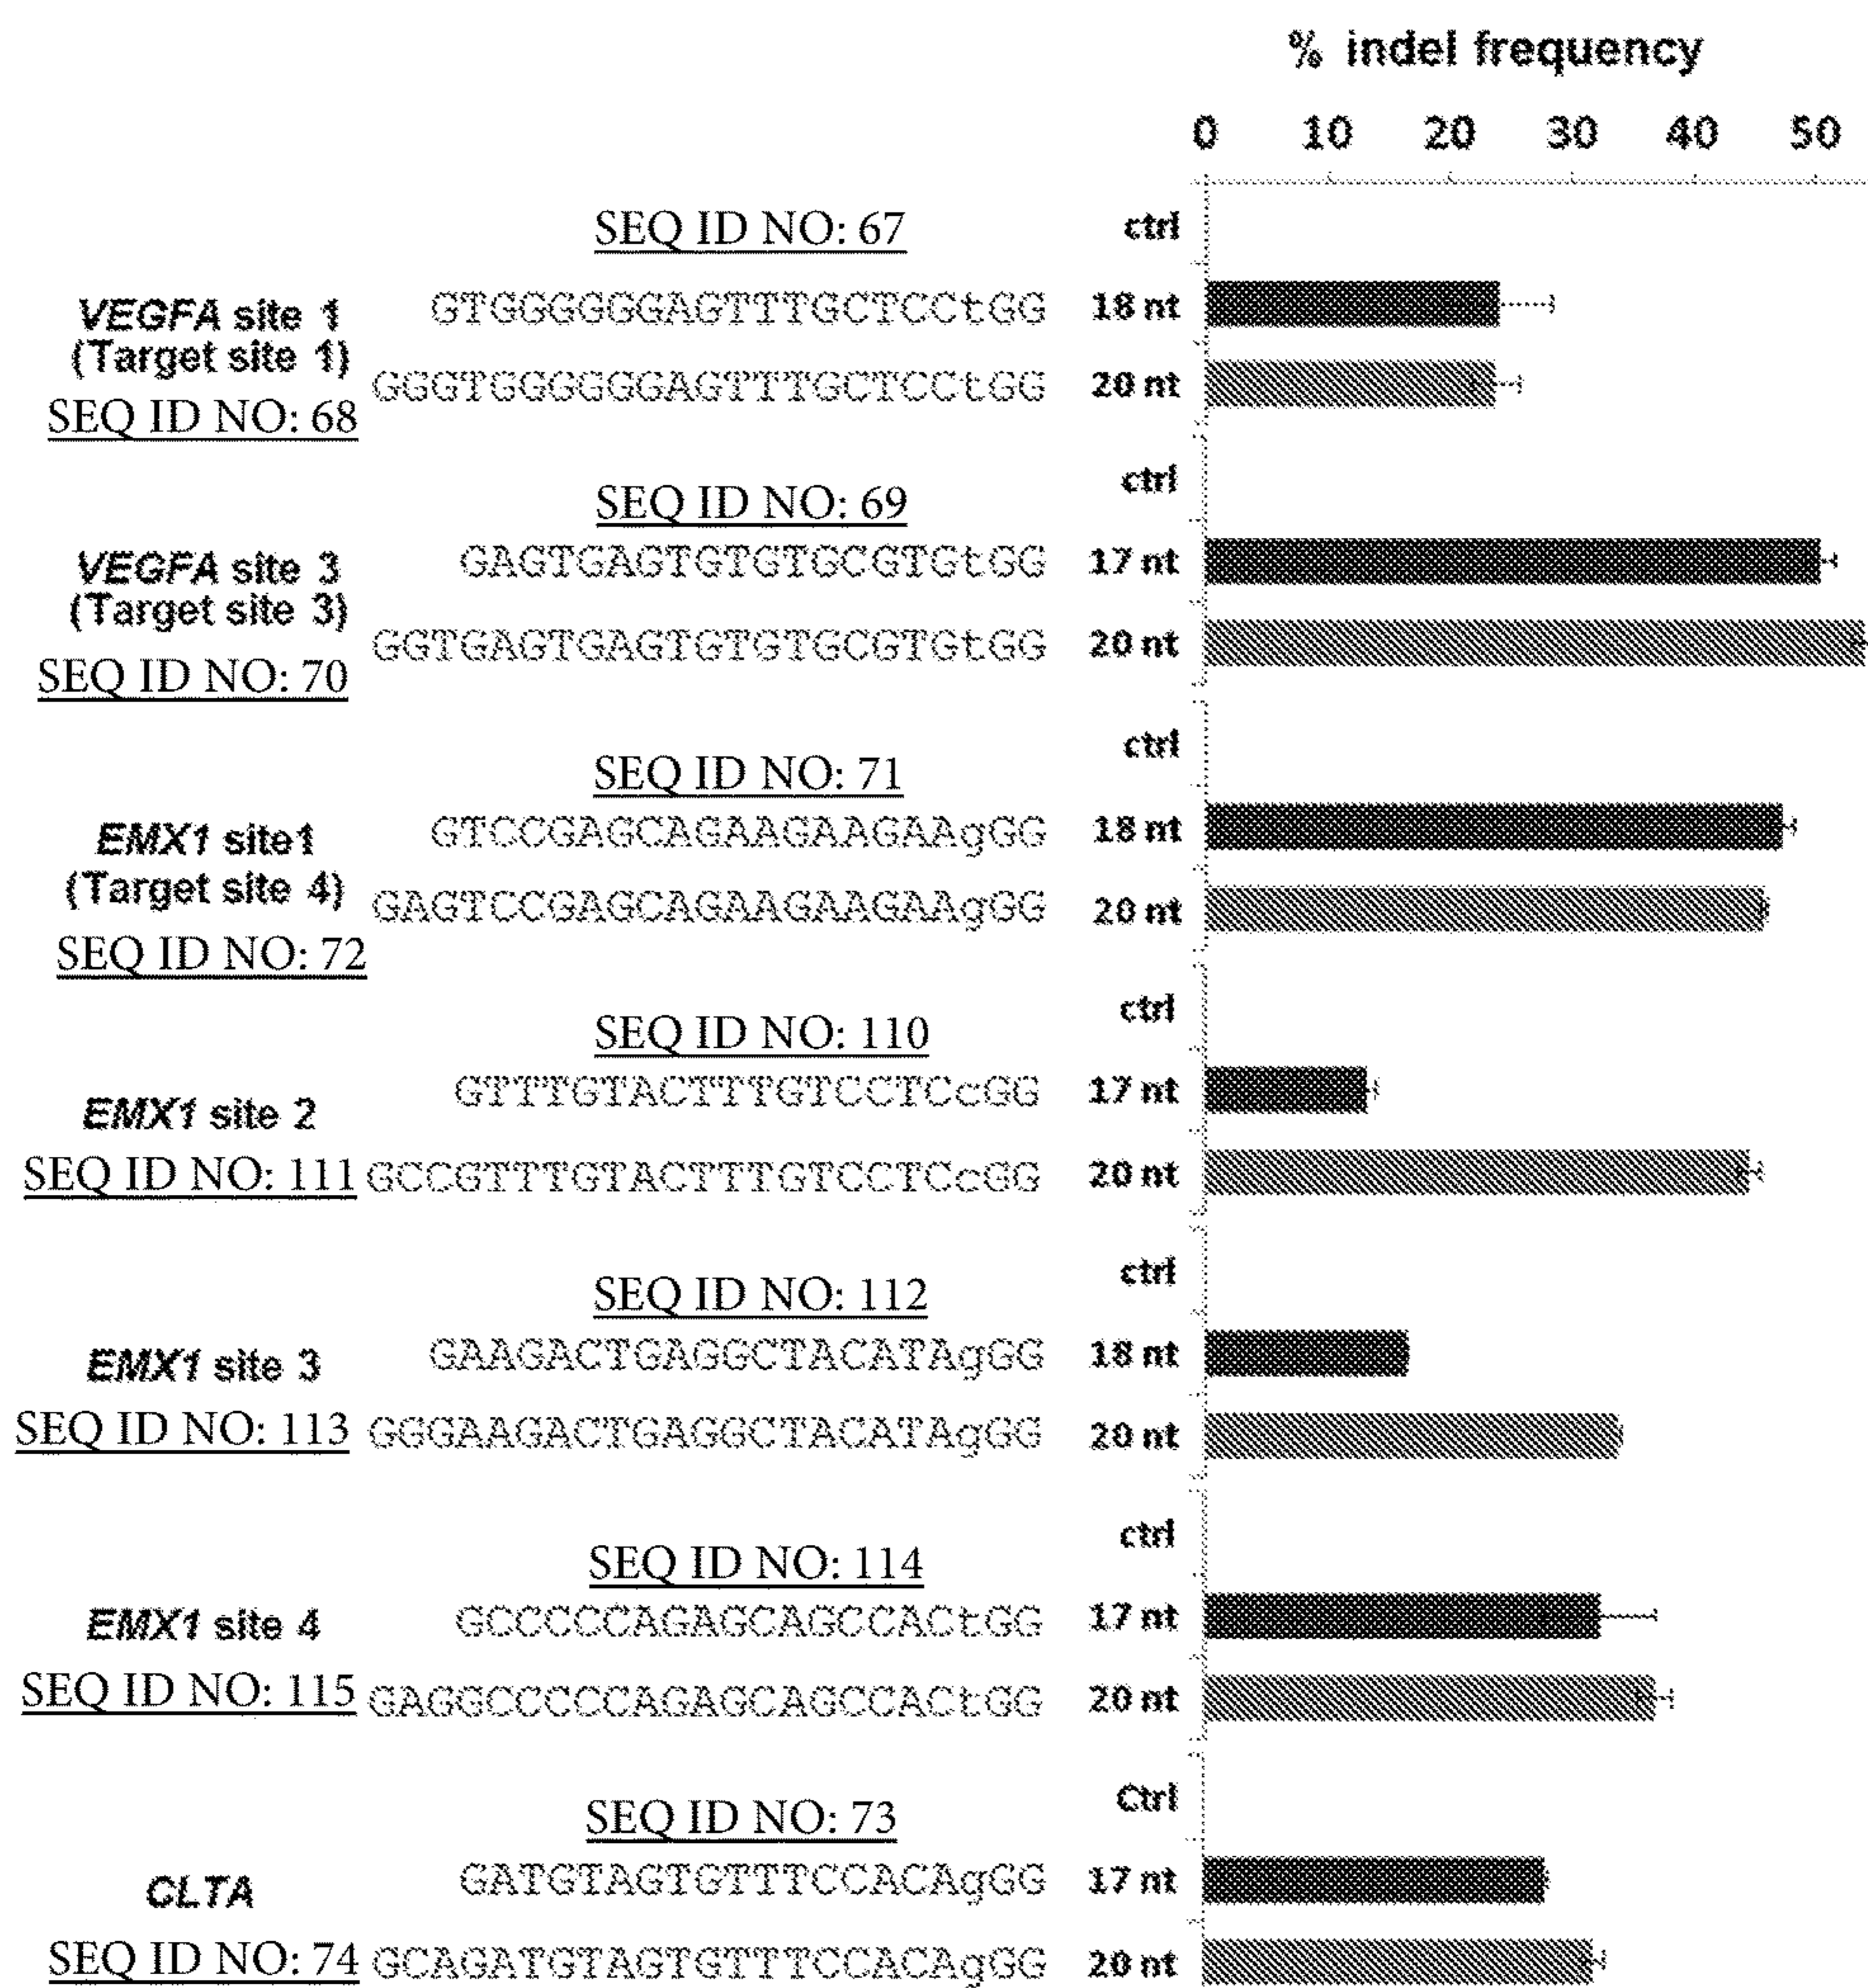 % indel frequency
0 10 20 30 40 50
SEQ ID NO: 67
ctrl
VEGFA site 1
(Target site 1)
SEQ ID NO: 68
GTGGGGGGAGTTTGCTCCtGG 18 nt
GGGTGGGGGGAGTTTGCTCCtGG 20 nt
SEQ ID NO: 69
ctrl
VEGFA site 3
(Target site 3)
SEQ ID NO: 70
GAGTGAGTGTGTGCGTGtGG 17 nt
GGTGAGTGAGTGTGTGCGTGtGG 20 nt
SEQ ID NO: 71
ctrl
EMX1 site1
(Target site 4)
SEQ ID NO: 72
GTCCGAGCAGAAGAAGAAgGG 18 nt
GAGTCCGAGCAGAAGAAGAAgGG 20 nt
SEQ ID NO: 110
ctrl
EMX1 site 2
GTTTGTACTTTGTCCTCcGG 17 nt
SEQ ID NO: 111 GCCGTTTGTACTTTGTCCTCcGG 20 nt
SEQ ID NO: 112
ctrl
EMX1 site 3
GAAGACTGAGGCTACATAgGG 18 nt
SEQ ID NO: 113 GGGAAGACTGAGGCTACATAgGG 20 nt
SEQ ID NO: 114
ctrl
EMX1 site 4 GCCCCCAGAGCAGCCACtGG 17 nt
SEQ ID NO: 115 GAGGCCCCCAGAGCAGCCACtGG 20 nt
SEQ ID NO: 73
Ctrl
CLTA GATGTAGTGTTTCCACAgGG 17 nt
SEQ ID NO: 74 GCAGATGTAGTGTTTCCACAgGG 20 nt